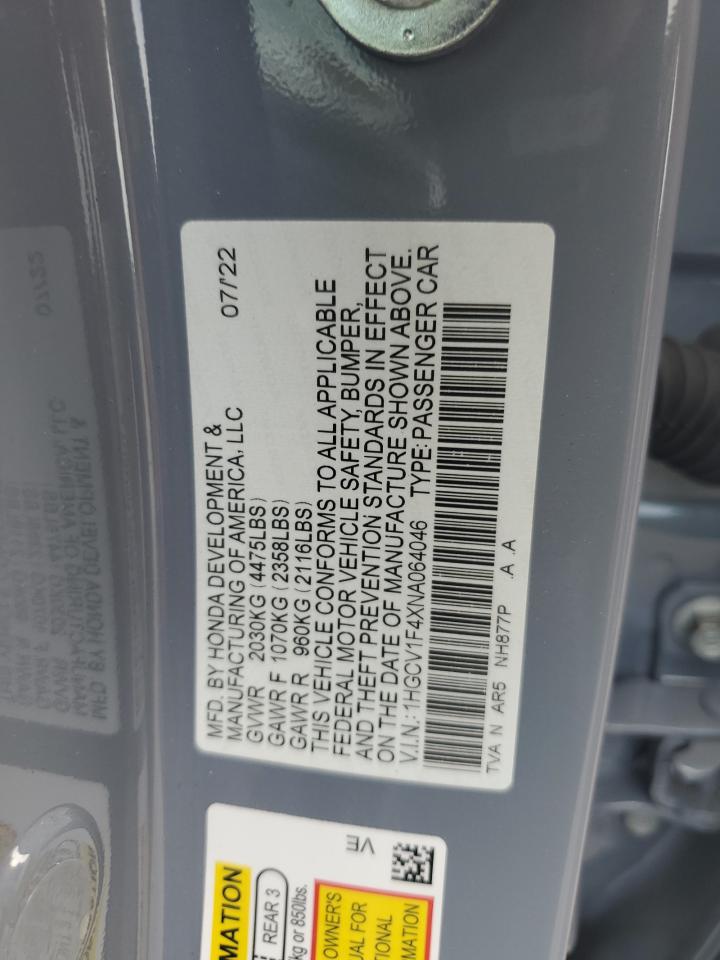 MFD. BY HONDA DEVELOPMENT &
MANUFACTURING OF AMERICA, LLC 07/'22
GVWR 2030KG (4475LBS)
GAWR F 1070KG (2358LBS)
GAWR R 960KG (2116LBS)
THIS VEHICLE CONFORMS TO ALL APPLICABLE
FEDERAL MOTOR VEHICLE SAFETY, BUMPER,
AND THEFT PREVENTION STANDARDS IN EFFECT
ON THE DATE OF MANUFACTURE SHOWN ABOVE.
V.I.N.: 1HGCV1F4XNA064046 TYPE: PASSENGER CAR
TVA N AR5 NH877P .A .A
MATION
REAR 3
kg or 850lbs.
OWNER'S
UAL FOR
TIONAL
MATION
VE